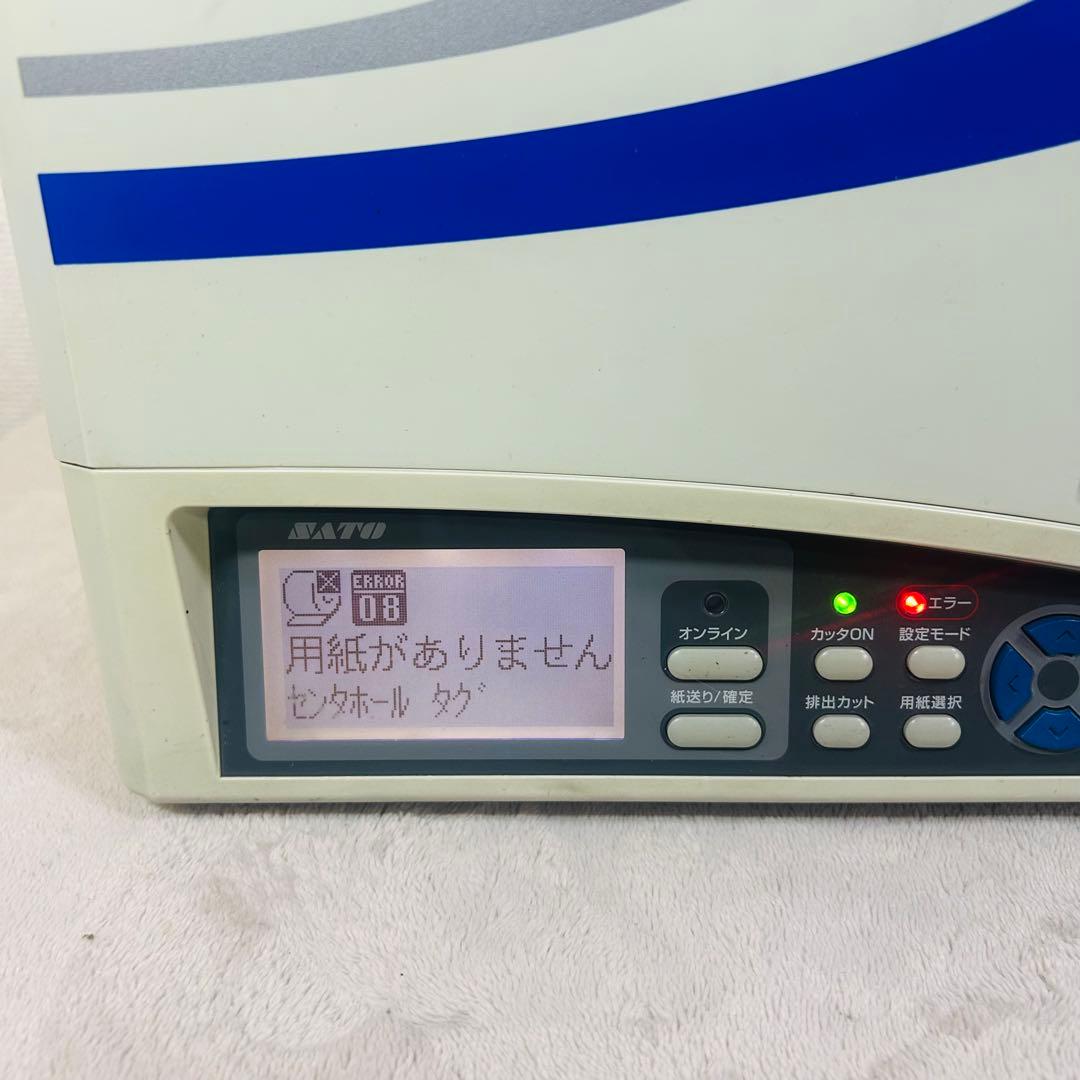 SATO
ERROR
08
用紙がありません
センタホール タグ
オンライン
紙送り/確定
カッタON
エラー
設定モード
排出カット
用紙選択